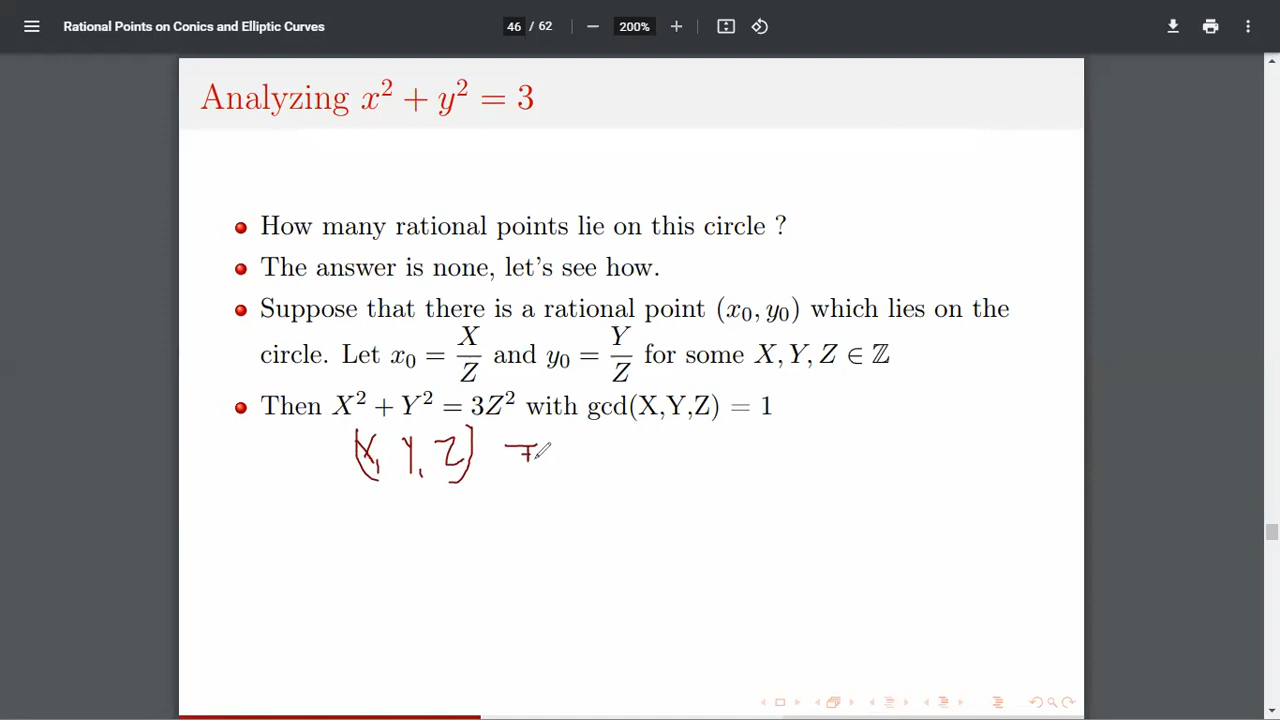 Rational Points on Conics and Elliptic Curves
46 / 62
200%
Analyzing x² + y² = 3
How many rational points lie on this circle ?
The answer is none, let's see how.
Suppose that there is a rational point (x₀, y₀) which lies on the
circle. Let x₀ = X/Z and y₀ = Y/Z for some X, Y, Z ∈ ℤ
Then X² + Y² = 3Z² with gcd(X,Y,Z) = 1
(X, Y, Z)